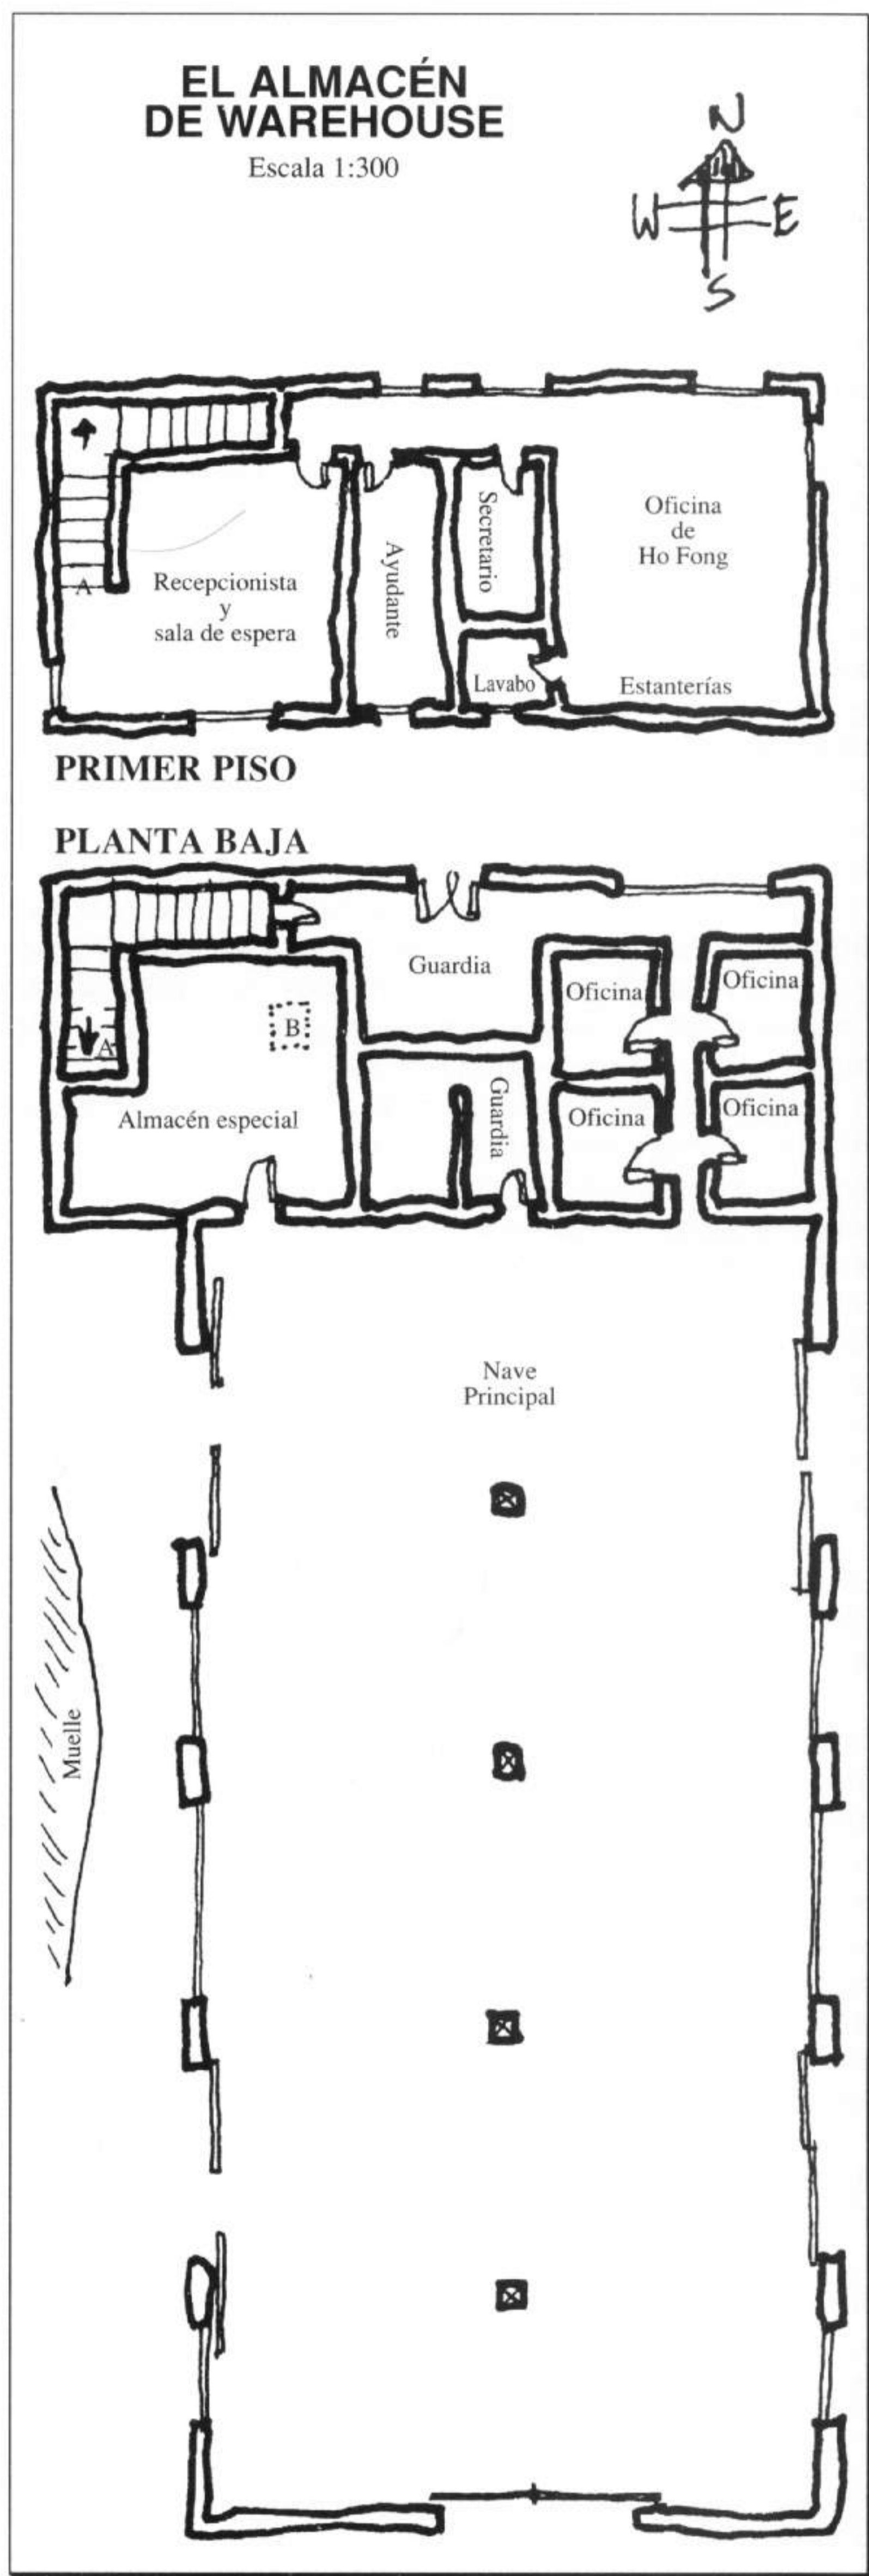 EL ALMACÉN
DE WAREHOUSE
Escala 1:300
N
W E
S
A
Recepcionista
y
sala de espera
Ayudante
Secretario
Lavabo
Oficina
de
Ho Fong
Estanterías
PRIMER PISO
PLANTA BAJA
Guardia
Oficina
Oficina
B
A
Almacén especial
Guardia
Oficina
Oficina
Nave
Principal
Muelle